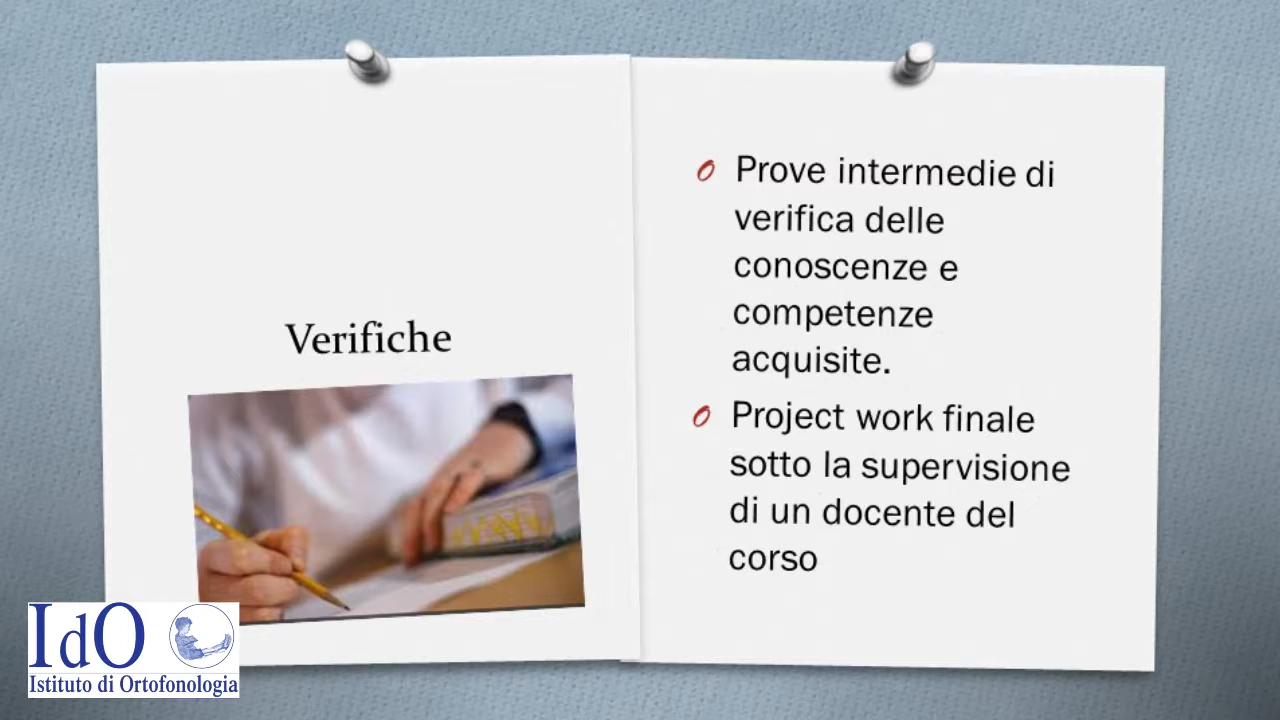 Verifiche
Prove intermedie di
verifica delle
conoscenze e
competenze
acquisite.
Project work finale
sotto la supervisione
di un docente del
corso
IdO
Istituto di Ortofonologia